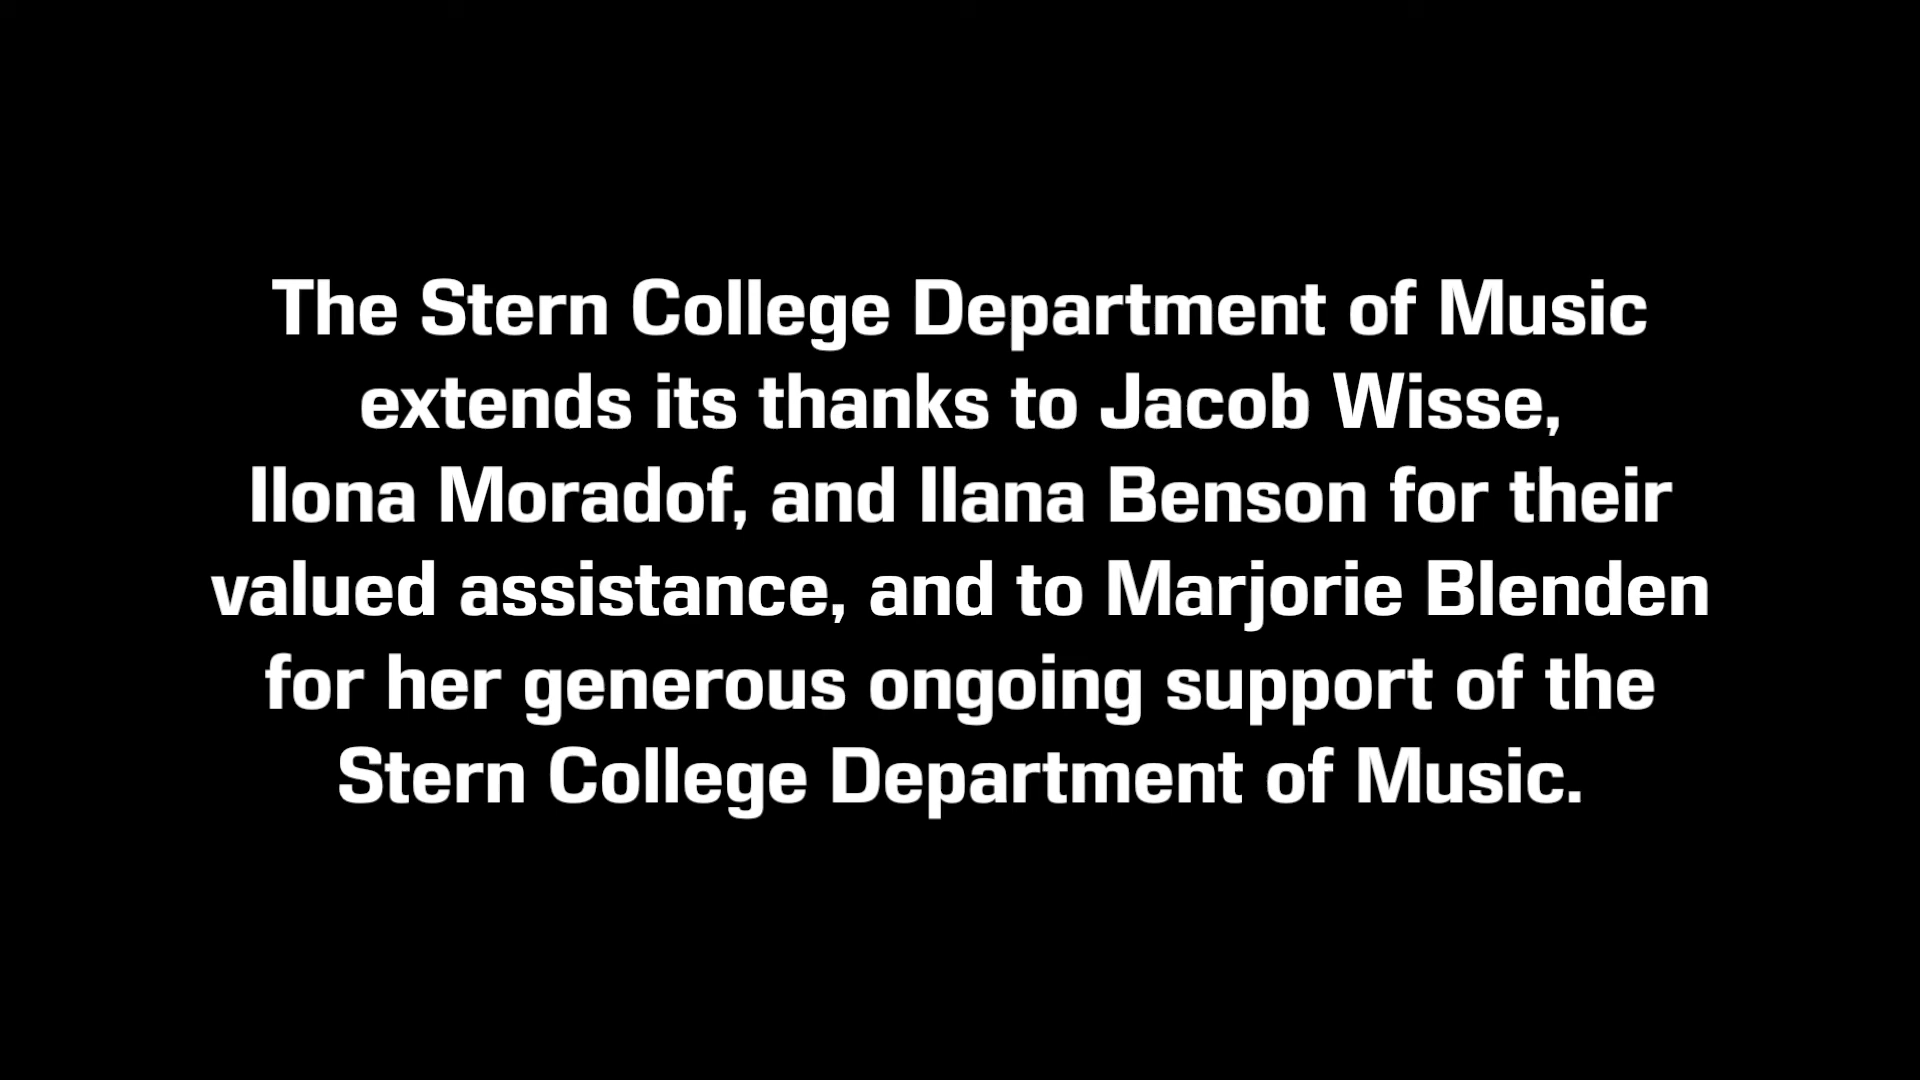 The Stern College Department of Music
extends its thanks to Jacob Wisse,
Ilona Moradof, and Ilana Benson for their
valued assistance, and to Marjorie Blenden
for her generous ongoing support of the
Stern College Department of Music.